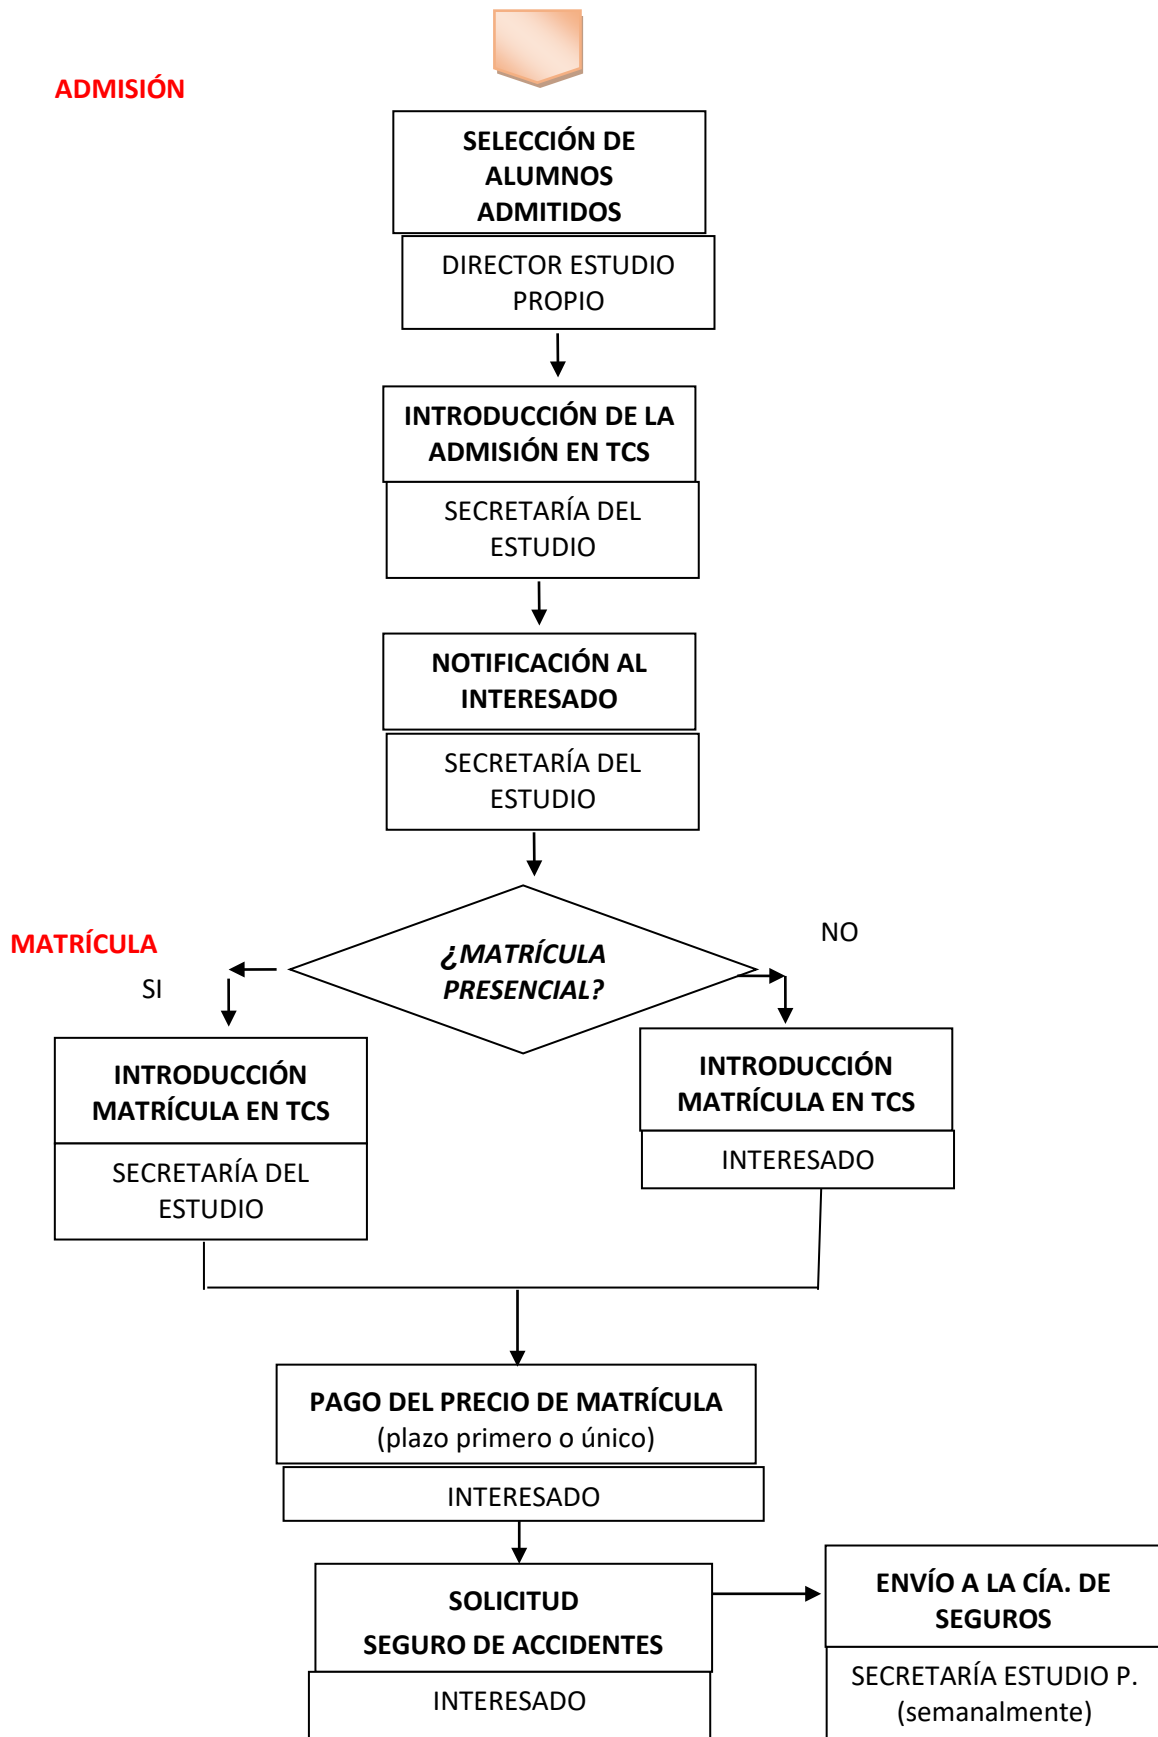 ADMISIÓN
SELECCIÓN DE
ALUMNOS
ADMITIDOS
DIRECTOR ESTUDIO
PROPIO
INTRODUCCIÓN DE LA
ADMISIÓN EN TCS
SECRETARÍA DEL
ESTUDIO
NOTIFICACIÓN AL
INTERESADO
SECRETARÍA DEL
ESTUDIO
MATRÍCULA
¿MATRÍCULA
PRESENCIAL?
SI
NO
INTRODUCCIÓN
MATRÍCULA EN TCS
SECRETARÍA DEL
ESTUDIO
INTRODUCCIÓN
MATRÍCULA EN TCS
INTERESADO
PAGO DEL PRECIO DE MATRÍCULA
(plazo primero o único)
INTERESADO
SOLICITUD
SEGURO DE ACCIDENTES
INTERESADO
ENVÍO A LA CÍA. DE
SEGUROS
SECRETARÍA ESTUDIO P.
(semanalmente)